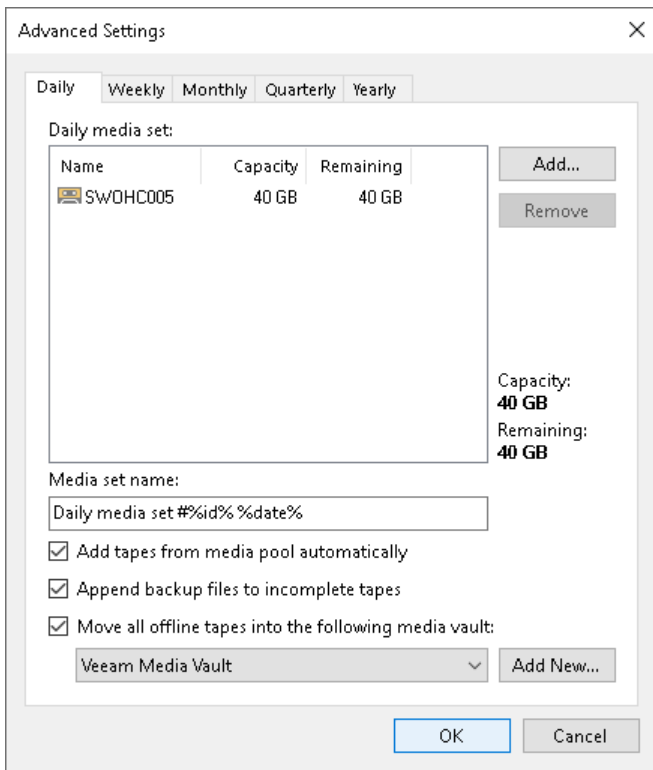 Advanced Settings
Daily Weekly Monthly Quarterly Yearly
Daily media set:
Name Capacity Remaining
SWOHC005 40 GB 40 GB
Add...
Remove
Capacity:
40 GB
Remaining:
40 GB
Media set name:
Daily media set #%id% %date%
Add tapes from media pool automatically
Append backup files to incomplete tapes
Move all offline tapes into the following media vault:
Veeam Media Vault Add New...
OK Cancel